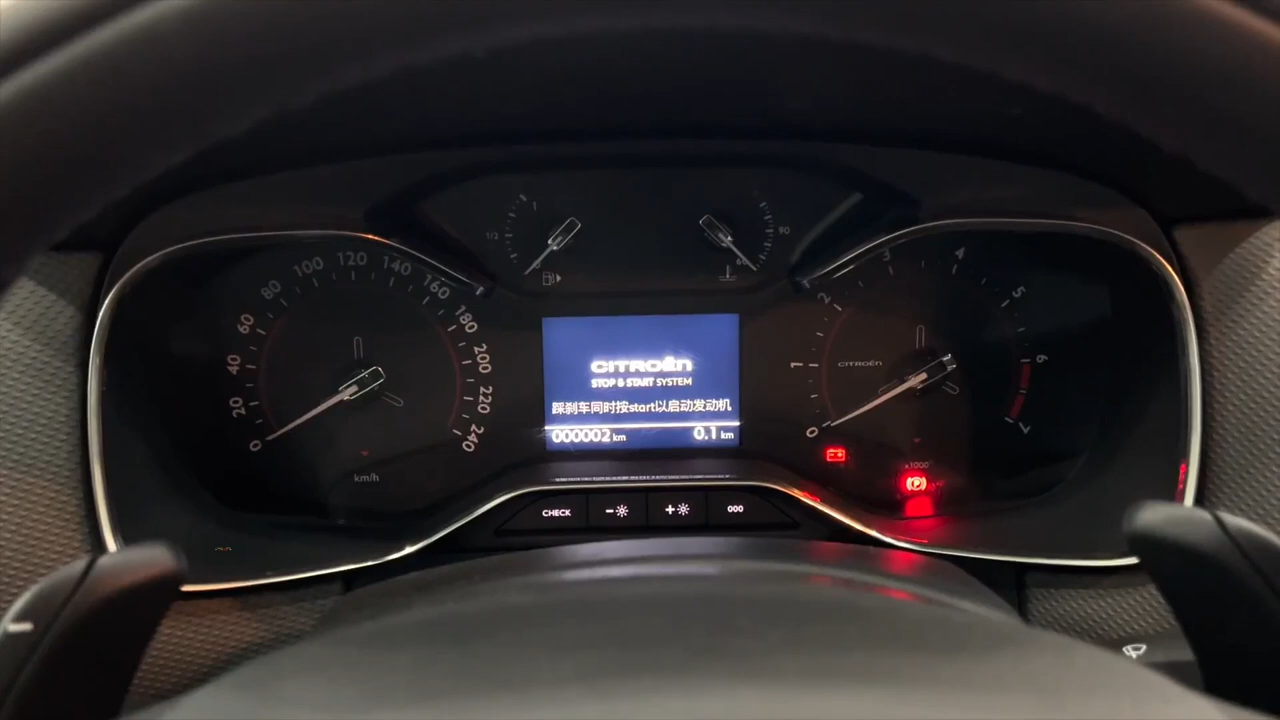 1/2
1
90
0 20 40 60 80 100 120 140 160 180 200 220 240
km/h
CITROËN
STOP & START SYSTEM
踩刹车同时按start以启动发动机
000002 km 0.1 km
0 1 2 3 4 5 6 7
CITROËN
x1000
CHECK
- +
000